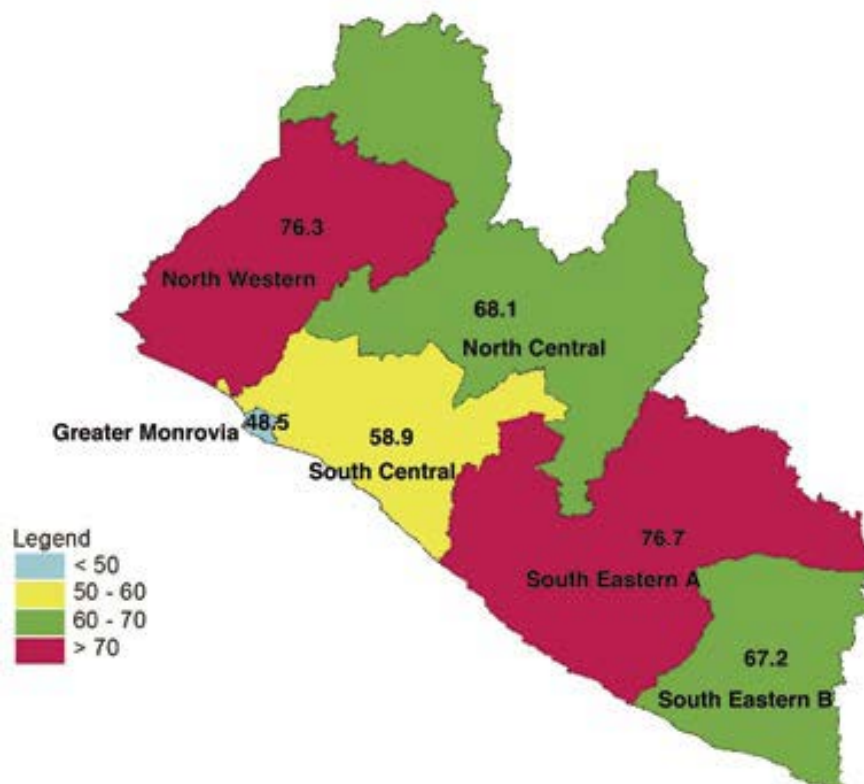 76.3
North Western
68.1
North Central
Greater Monrovia
48.5
58.9
South Central
Legend
< 50
50 - 60
60 - 70
> 70
76.7
South Eastern A
67.2
South Eastern B